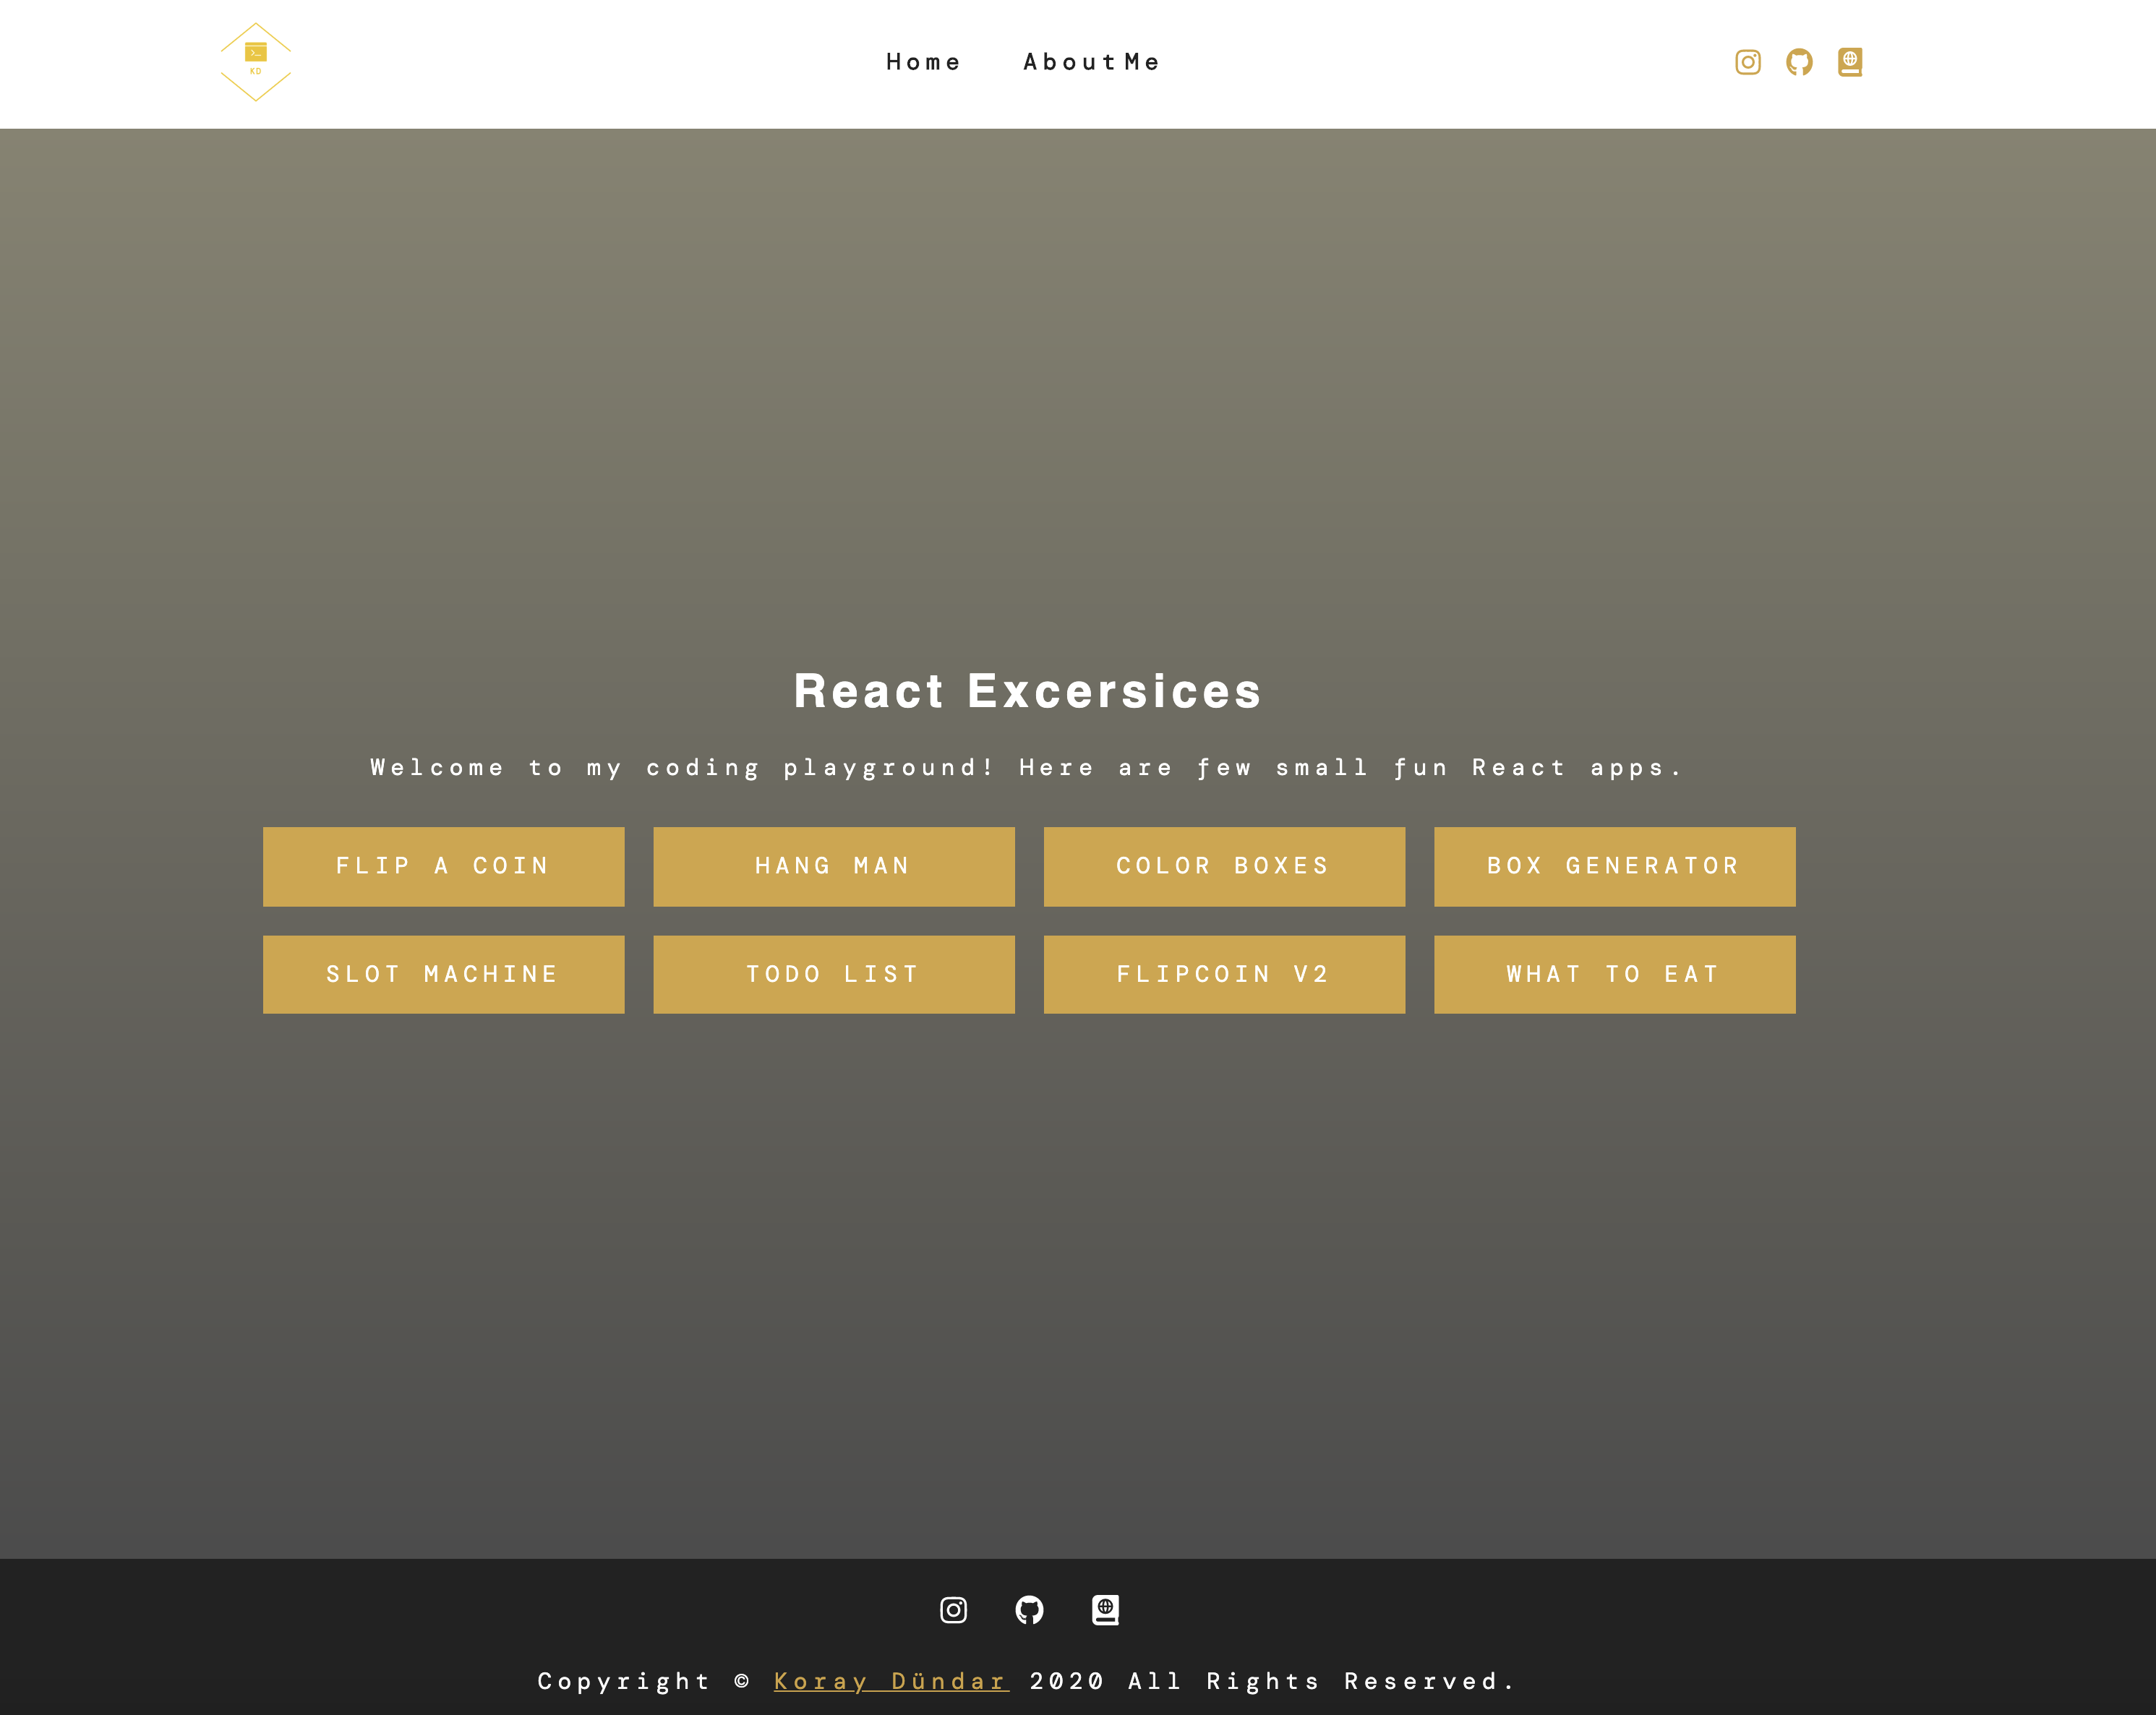 KD
Home About Me
React Excersices
Welcome to my coding playground! Here are few small fun React apps.
FLIP A COIN HANG MAN COLOR BOXES BOX GENERATOR
SLOT MACHINE TODO LIST FLIPCOIN V2 WHAT TO EAT
Copyright © Koray Dündar 2020 All Rights Reserved.